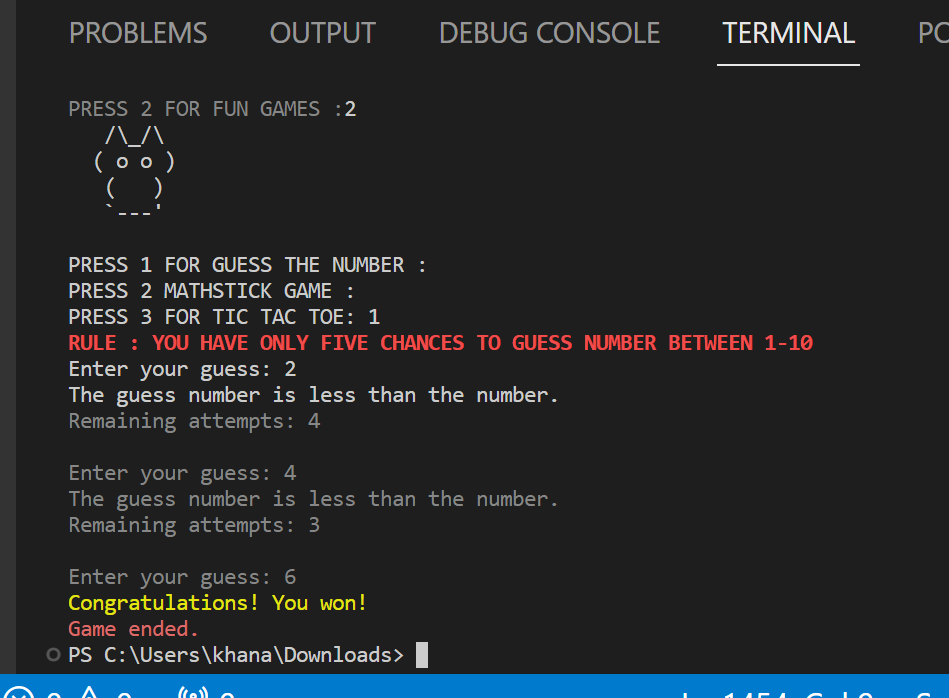 PROBLEMS OUTPUT DEBUG CONSOLE TERMINAL
PRESS 2 FOR FUN GAMES :2
   /\_/\
  ( o o )
   (   )
   `---'
PRESS 1 FOR GUESS THE NUMBER :
PRESS 2 MATHSTICK GAME :
PRESS 3 FOR TIC TAC TOE: 1
RULE : YOU HAVE ONLY FIVE CHANCES TO GUESS NUMBER BETWEEN 1-10
Enter your guess: 2
The guess number is less than the number.
Remaining attempts: 4
Enter your guess: 4
The guess number is less than the number.
Remaining attempts: 3
Enter your guess: 6
Congratulations! You won!
Game ended.
PS C:\Users\khana\Downloads>